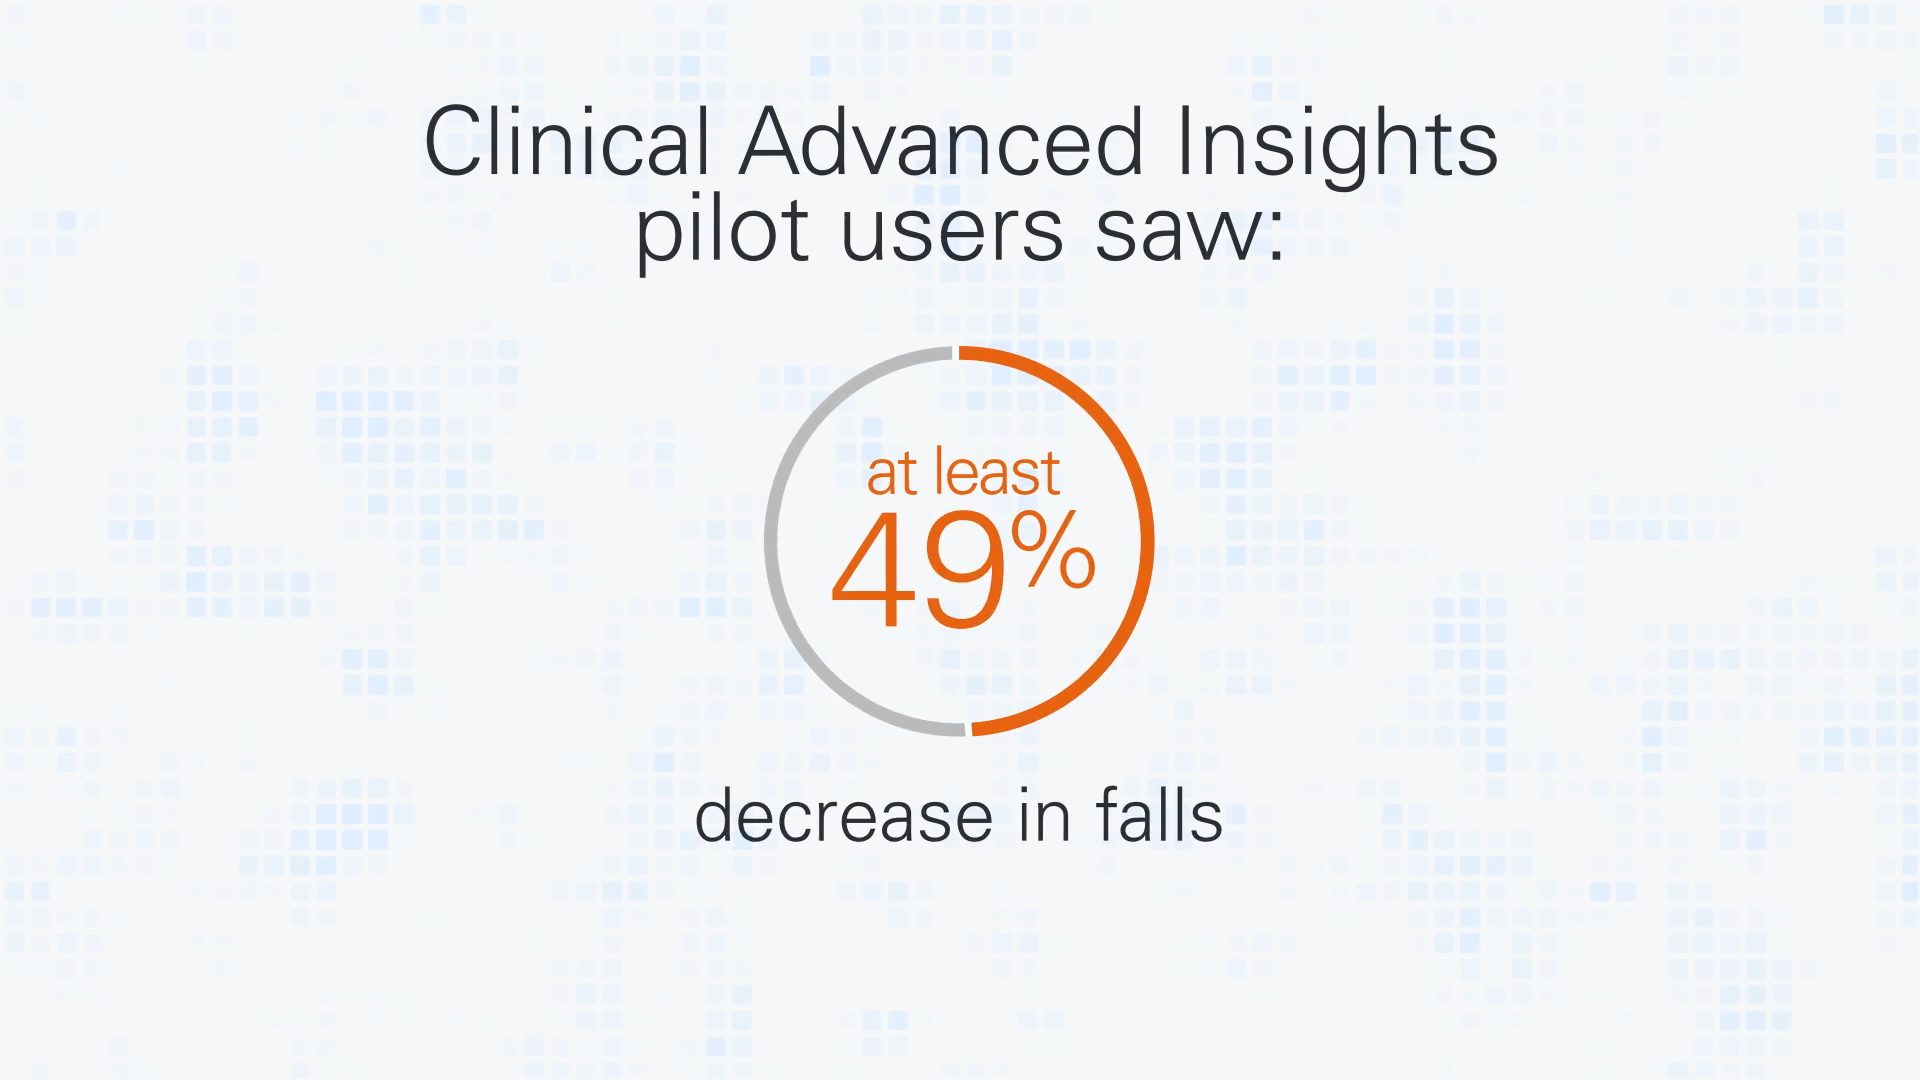 Clinical Advanced Insights
pilot users saw:
at least
49%
decrease in falls